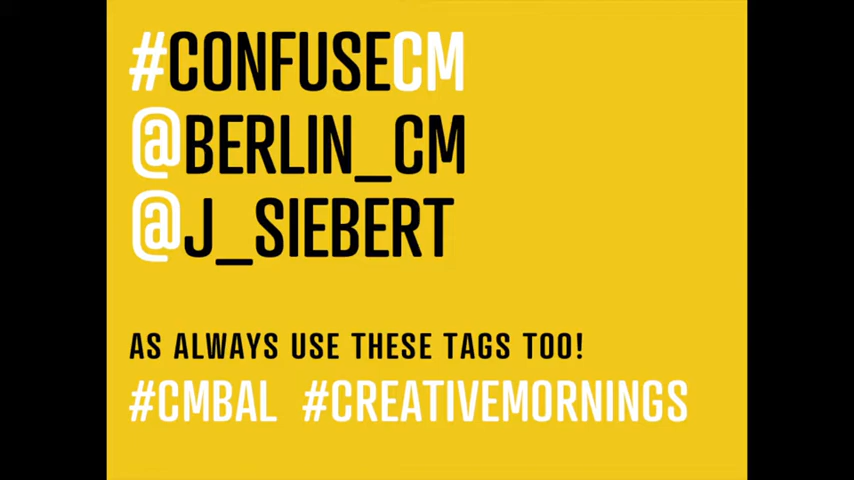 #CONFUSECM
@BERLIN_CM
@J_SIEBERT
AS ALWAYS USE THESE TAGS TOO!
#CMBAL #CREATIVEMORNINGS